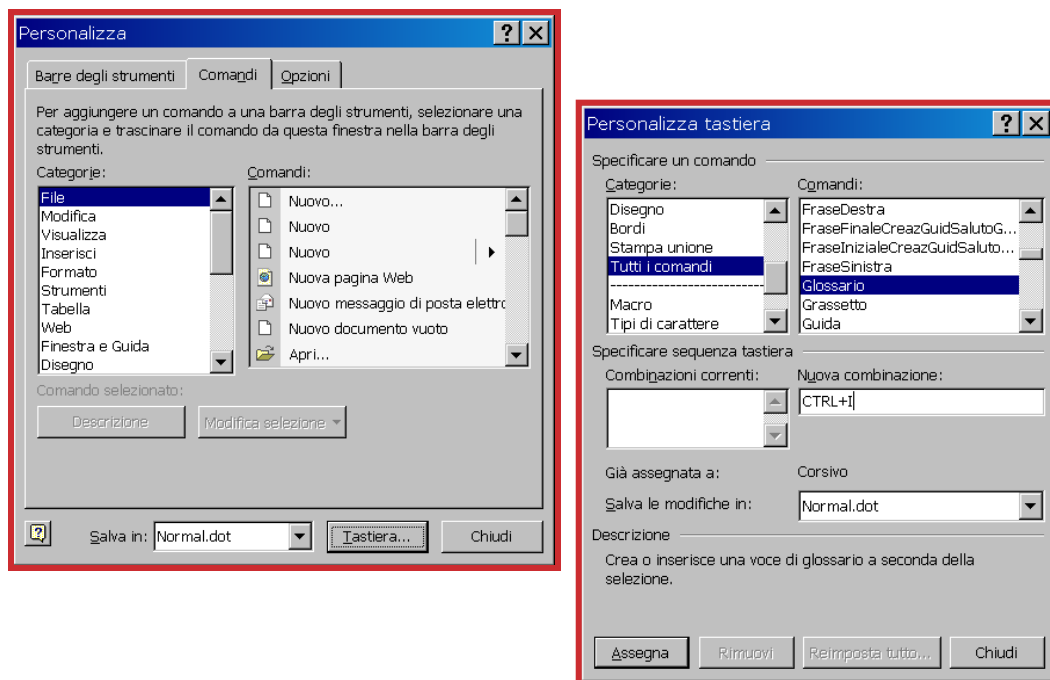 Personalizza
Barre degli strumenti
Comandi
Opzioni
Per aggiungere un comando a una barra degli strumenti, selezionare una
categoria e trascinare il comando da questa finestra nella barra degli
strumenti.
Categorie:
File
Modifica
Visualizza
Inserisci
Formato
Strumenti
Tabella
Web
Finestra e Guida
Disegno
Comandi:
Nuovo...
Nuovo
Nuovo
Nuova pagina Web
Nuovo messaggio di posta elettro
Nuovo documento vuoto
Apri...
Comando selezionato:
Descrizione
Modifica selezione
Salva in:
Normal.dot
Tastiera...
Chiudi
Personalizza tastiera
Specificare un comando
Categorie:
Disegno
Bordi
Stampa unione
Tutti i comandi
-----------------------
Macro
Tipi di carattere
Comandi:
FraseDestra
FraseFinaleCreazGuidSalutoG...
FraseInizialeCreazGuidSaluto...
FraseSinistra
Glossario
Grassetto
Guida
Specificare sequenza tastiera
Combinazioni correnti:
Nuova combinazione:
CTRL+I
Già assegnata a:
Corsivo
Salva le modifiche in:
Normal.dot
Descrizione
Crea o inserisce una voce di glossario a seconda della
selezione.
Assegna
Rimuovi
Reimposta tutto...
Chiudi